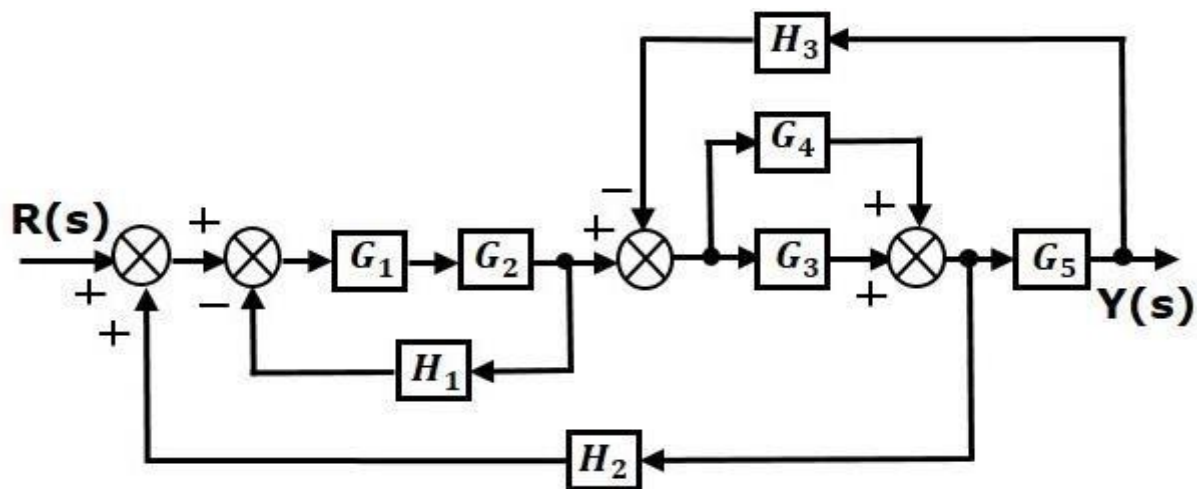 H₃
G₄
−
R(s)
+
+
+
G₁
G₂
G₃
G₅
+
−
+
Y(s)
+
H₁
H₂